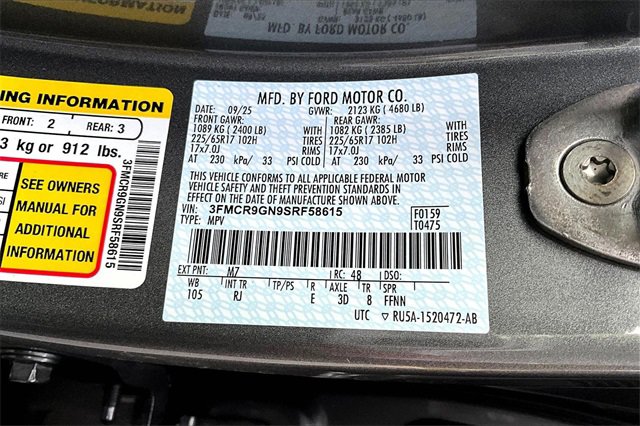 MFD. BY FORD MOTOR CO.
ING INFORMATION
FRONT: 2 REAR: 3
3 kg or 912 lbs.
SEE OWNERS
MANUAL FOR
ADDITIONAL
INFORMATION
3FMCR9GN9SRF58615
MFD. BY FORD MOTOR CO.
DATE: 09/25 GVWR: 2123 KG ( 4680 LB)
FRONT GAWR: REAR GAWR:
1089 KG ( 2400 LB) 1082 KG ( 2385 LB)
225/65R17 102H TIRES 225/65R17 102H TIRES
17x7.0J RIMS 17x7.0J RIMS
AT 230 kPa/ 33 PSI COLD AT 230 kPa/ 33 PSI COLD
THIS VEHICLE CONFORMS TO ALL APPLICABLE FEDERAL MOTOR
VEHICLE SAFETY AND THEFT PREVENTION STANDARDS IN
EFFECT ON THE DATE OF MANUFACTURE SHOWN ABOVE.
VIN: 3FMCR9GN9SRF58615 F0159
TYPE: MPV T0475
EXT PNT: M7 RC: 48 DSO:
WB INT TR TP/PS R AXLE TR SPR
105 RJ E 3D 8 FFNN
UTC ▽ RU5A-1520472-AB